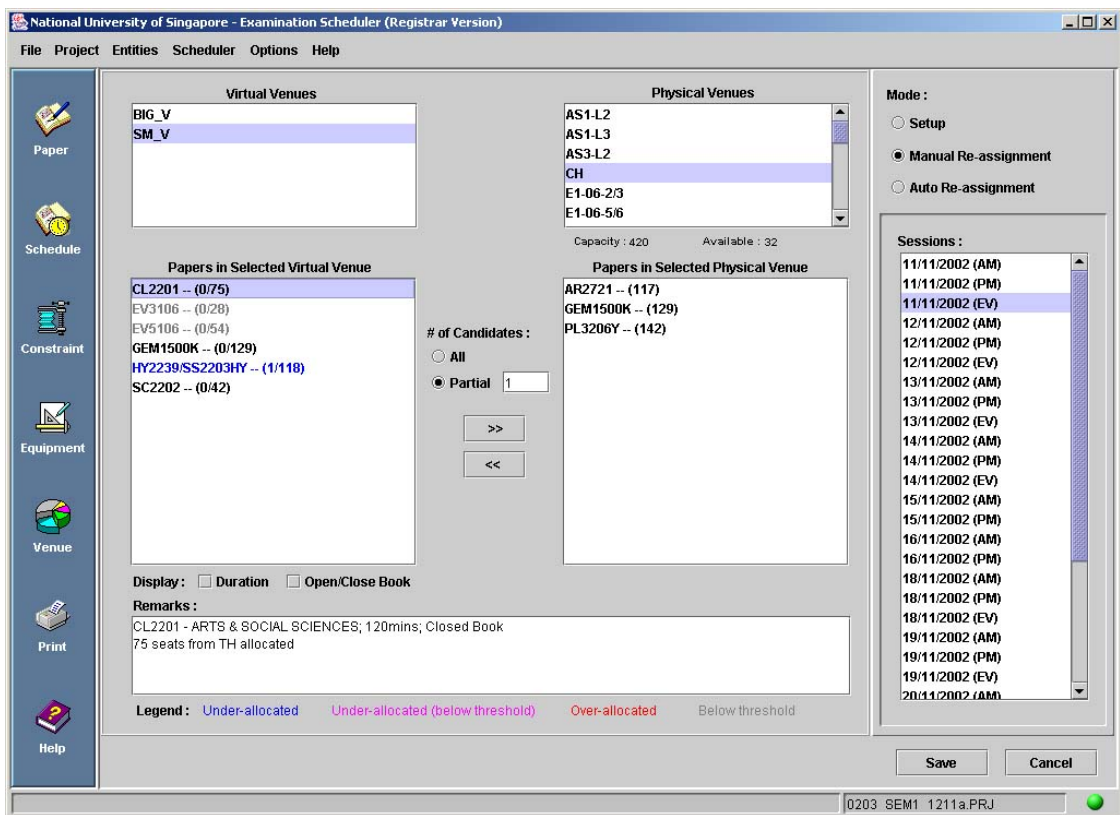 National University of Singapore - Examination Scheduler (Registrar Version)
File Project Entities Scheduler Options Help
Paper
Schedule
Constraint
Equipment
Venue
Print
Help
Virtual Venues
BIG_V
SM_V
Physical Venues
AS1-L2
AS1-L3
AS3-L2
CH
E1-06-2/3
E1-06-5/6
Capacity : 420 Available : 32
Papers in Selected Virtual Venue
CL2201 -- (0/75)
EV3106 -- (0/28)
EV5106 -- (0/54)
GEM1500K -- (0/129)
HY2239/SS2203HY -- (1/118)
SC2202 -- (0/42)
# of Candidates :
All
Partial 1
>>
<<
Papers in Selected Physical Venue
AR2721 -- (117)
GEM1500K -- (129)
PL3206Y -- (142)
Display : Duration Open/Close Book
Remarks :
CL2201 - ARTS & SOCIAL SCIENCES; 120mins; Closed Book
75 seats from TH allocated
Legend : Under-allocated Under-allocated (below threshold) Over-allocated Below threshold
Mode :
Setup
Manual Re-assignment
Auto Re-assignment
Sessions :
11/11/2002 (AM)
11/11/2002 (PM)
11/11/2002 (EV)
12/11/2002 (AM)
12/11/2002 (PM)
12/11/2002 (EV)
13/11/2002 (AM)
13/11/2002 (PM)
13/11/2002 (EV)
14/11/2002 (AM)
14/11/2002 (PM)
14/11/2002 (EV)
15/11/2002 (AM)
15/11/2002 (PM)
16/11/2002 (AM)
16/11/2002 (PM)
18/11/2002 (AM)
18/11/2002 (PM)
18/11/2002 (EV)
19/11/2002 (AM)
19/11/2002 (PM)
19/11/2002 (EV)
20/11/2002 (AM)
Save Cancel
0203_SEM1_1211a.PRJ